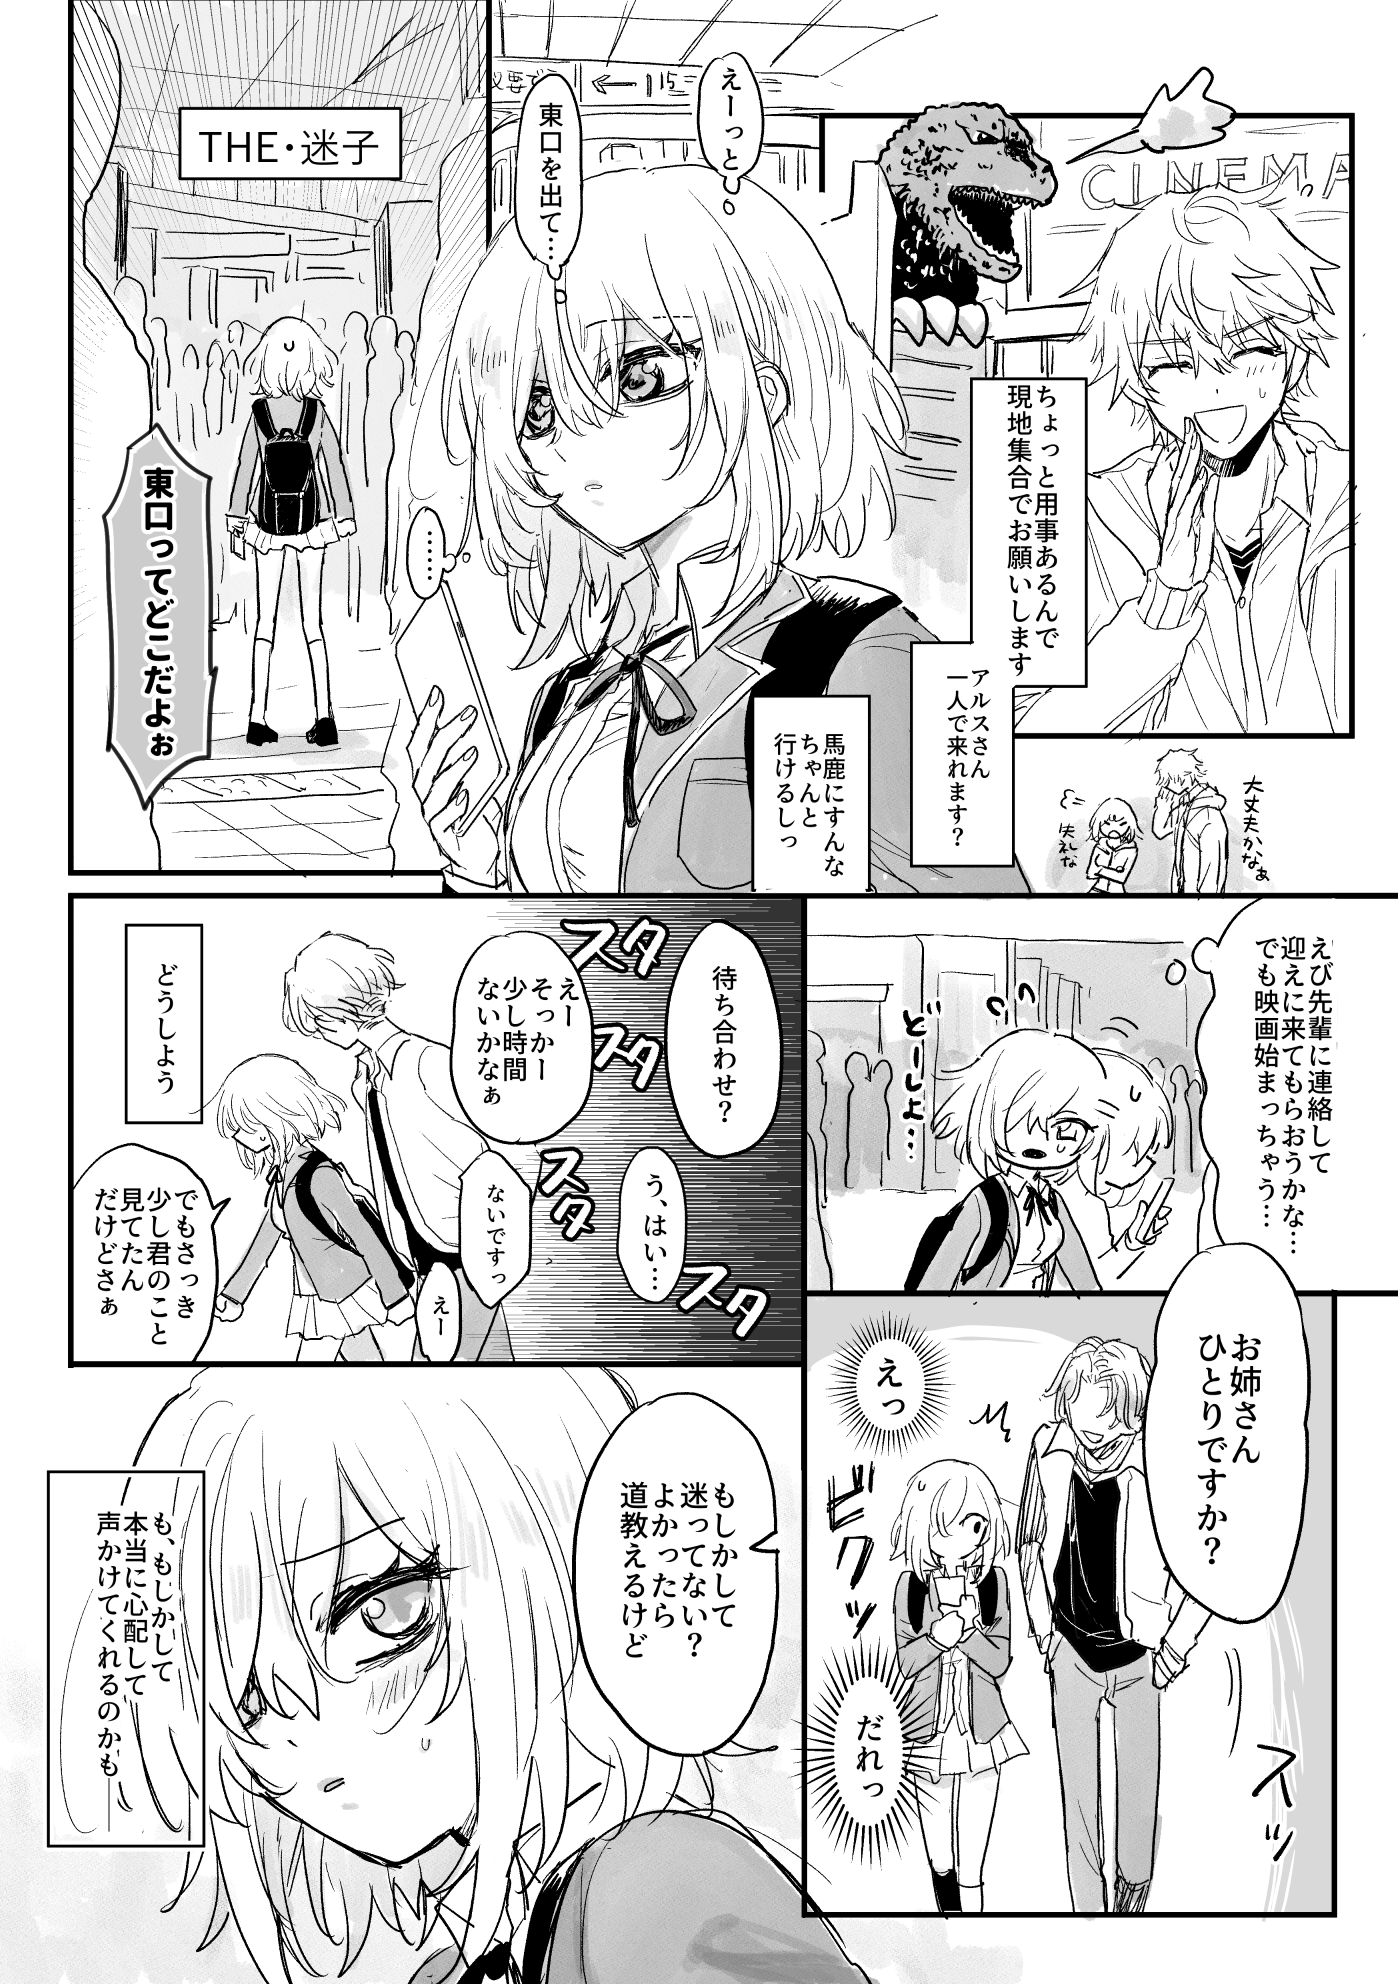 CINEMA
ちょっと用事あるんで
現地集合でお願いします
アルスさん
一人で来れます？
馬鹿にすんな
ちゃんと
行けるしっ
大丈夫かなぁ
失礼な
←115
えーっと
東口を出て…
……
THE・迷子
東口ってどこだよぉ
えび先輩に連絡して
迎えに来てもらおうかな…
でも映画始まっちゃう…
どーしよ…
お姉さん
ひとりですか？
えっ
ビクッ
だれっ
スッ
待ち合わせ？
う、はい…
スタ
スタ
スタ
スタ
えー
そっかー
少し時間
ないかなぁ
ないですっ
えー
どうしよう
でもさっき
少し君のこと
見てたん
だけどさぁ
もしかして
迷ってない？
よかったら
道教えるけど
も、もしかして
本当に心配して
声かけてくれるのかも